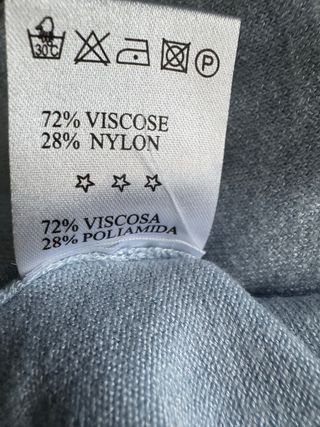 30°C P
72% VISCOSE
28% NYLON
72% VISCOSA
28% POLIAMIDA